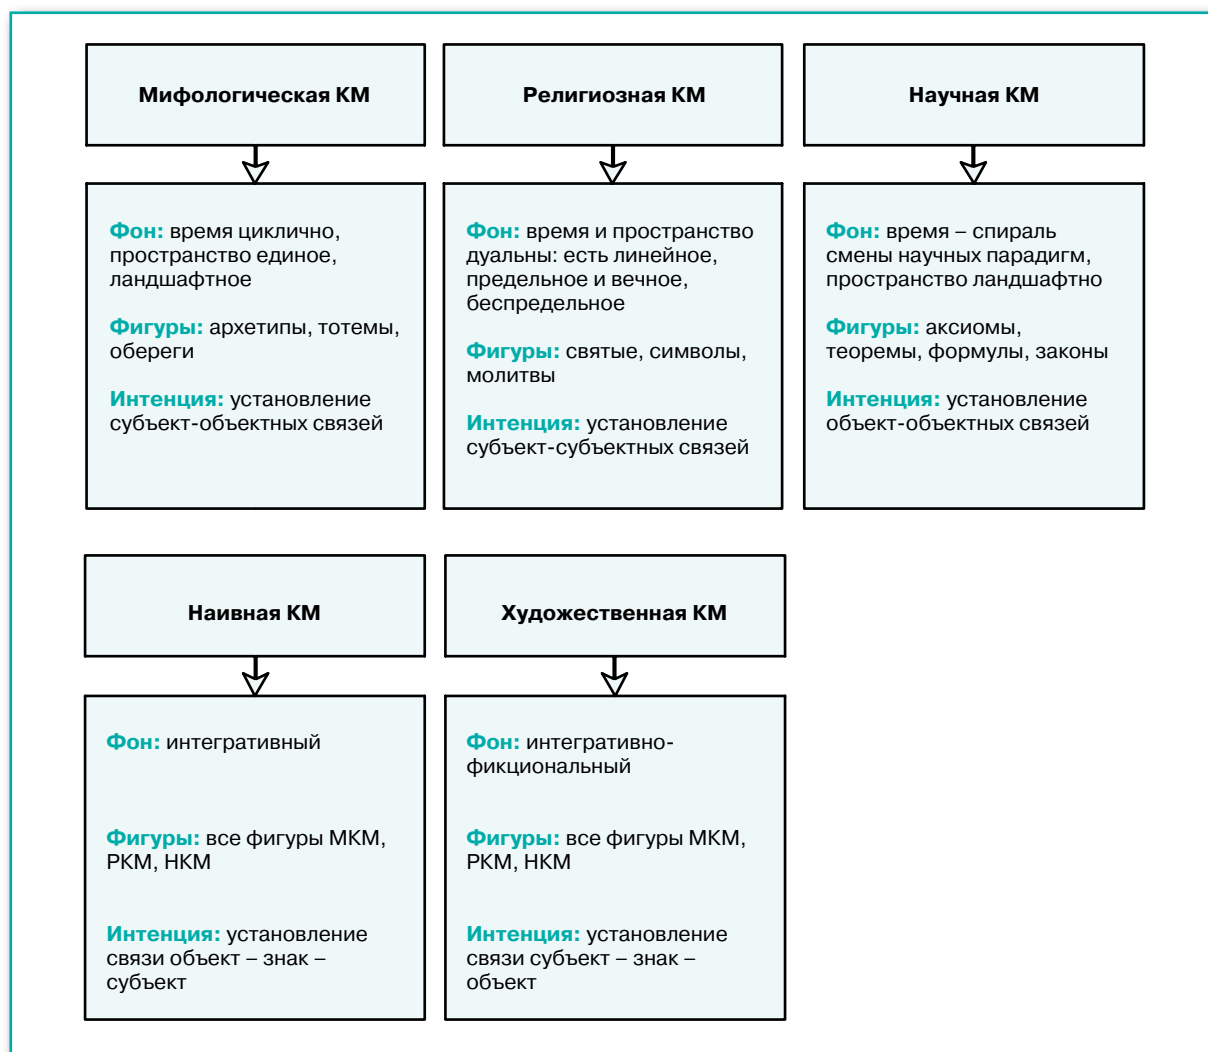 Мифологическая КМ
Фон: время циклично,
пространство единое,
ландшафтное
Фигуры: архетипы, тотемы,
обереги
Интенция: установление
субъект-объектных связей
Религиозная КМ
Фон: время и пространство
дуальны: есть линейное,
предельное и вечное,
беспредельное
Фигуры: святые, символы,
молитвы
Интенция: установление
субъект-субъектных связей
Научная КМ
Фон: время – спираль
смены научных парадигм,
пространство ландшафтно
Фигуры: аксиомы,
теоремы, формулы, законы
Интенция: установление
объект-объектных связей
Наивная КМ
Фон: интегративный
Фигуры: все фигуры МКМ,
РКМ, НКМ
Интенция: установление
связи объект – знак –
субъект
Художественная КМ
Фон: интегративно-
фикциональный
Фигуры: все фигуры МКМ,
РКМ, НКМ
Интенция: установление
связи субъект – знак –
объект